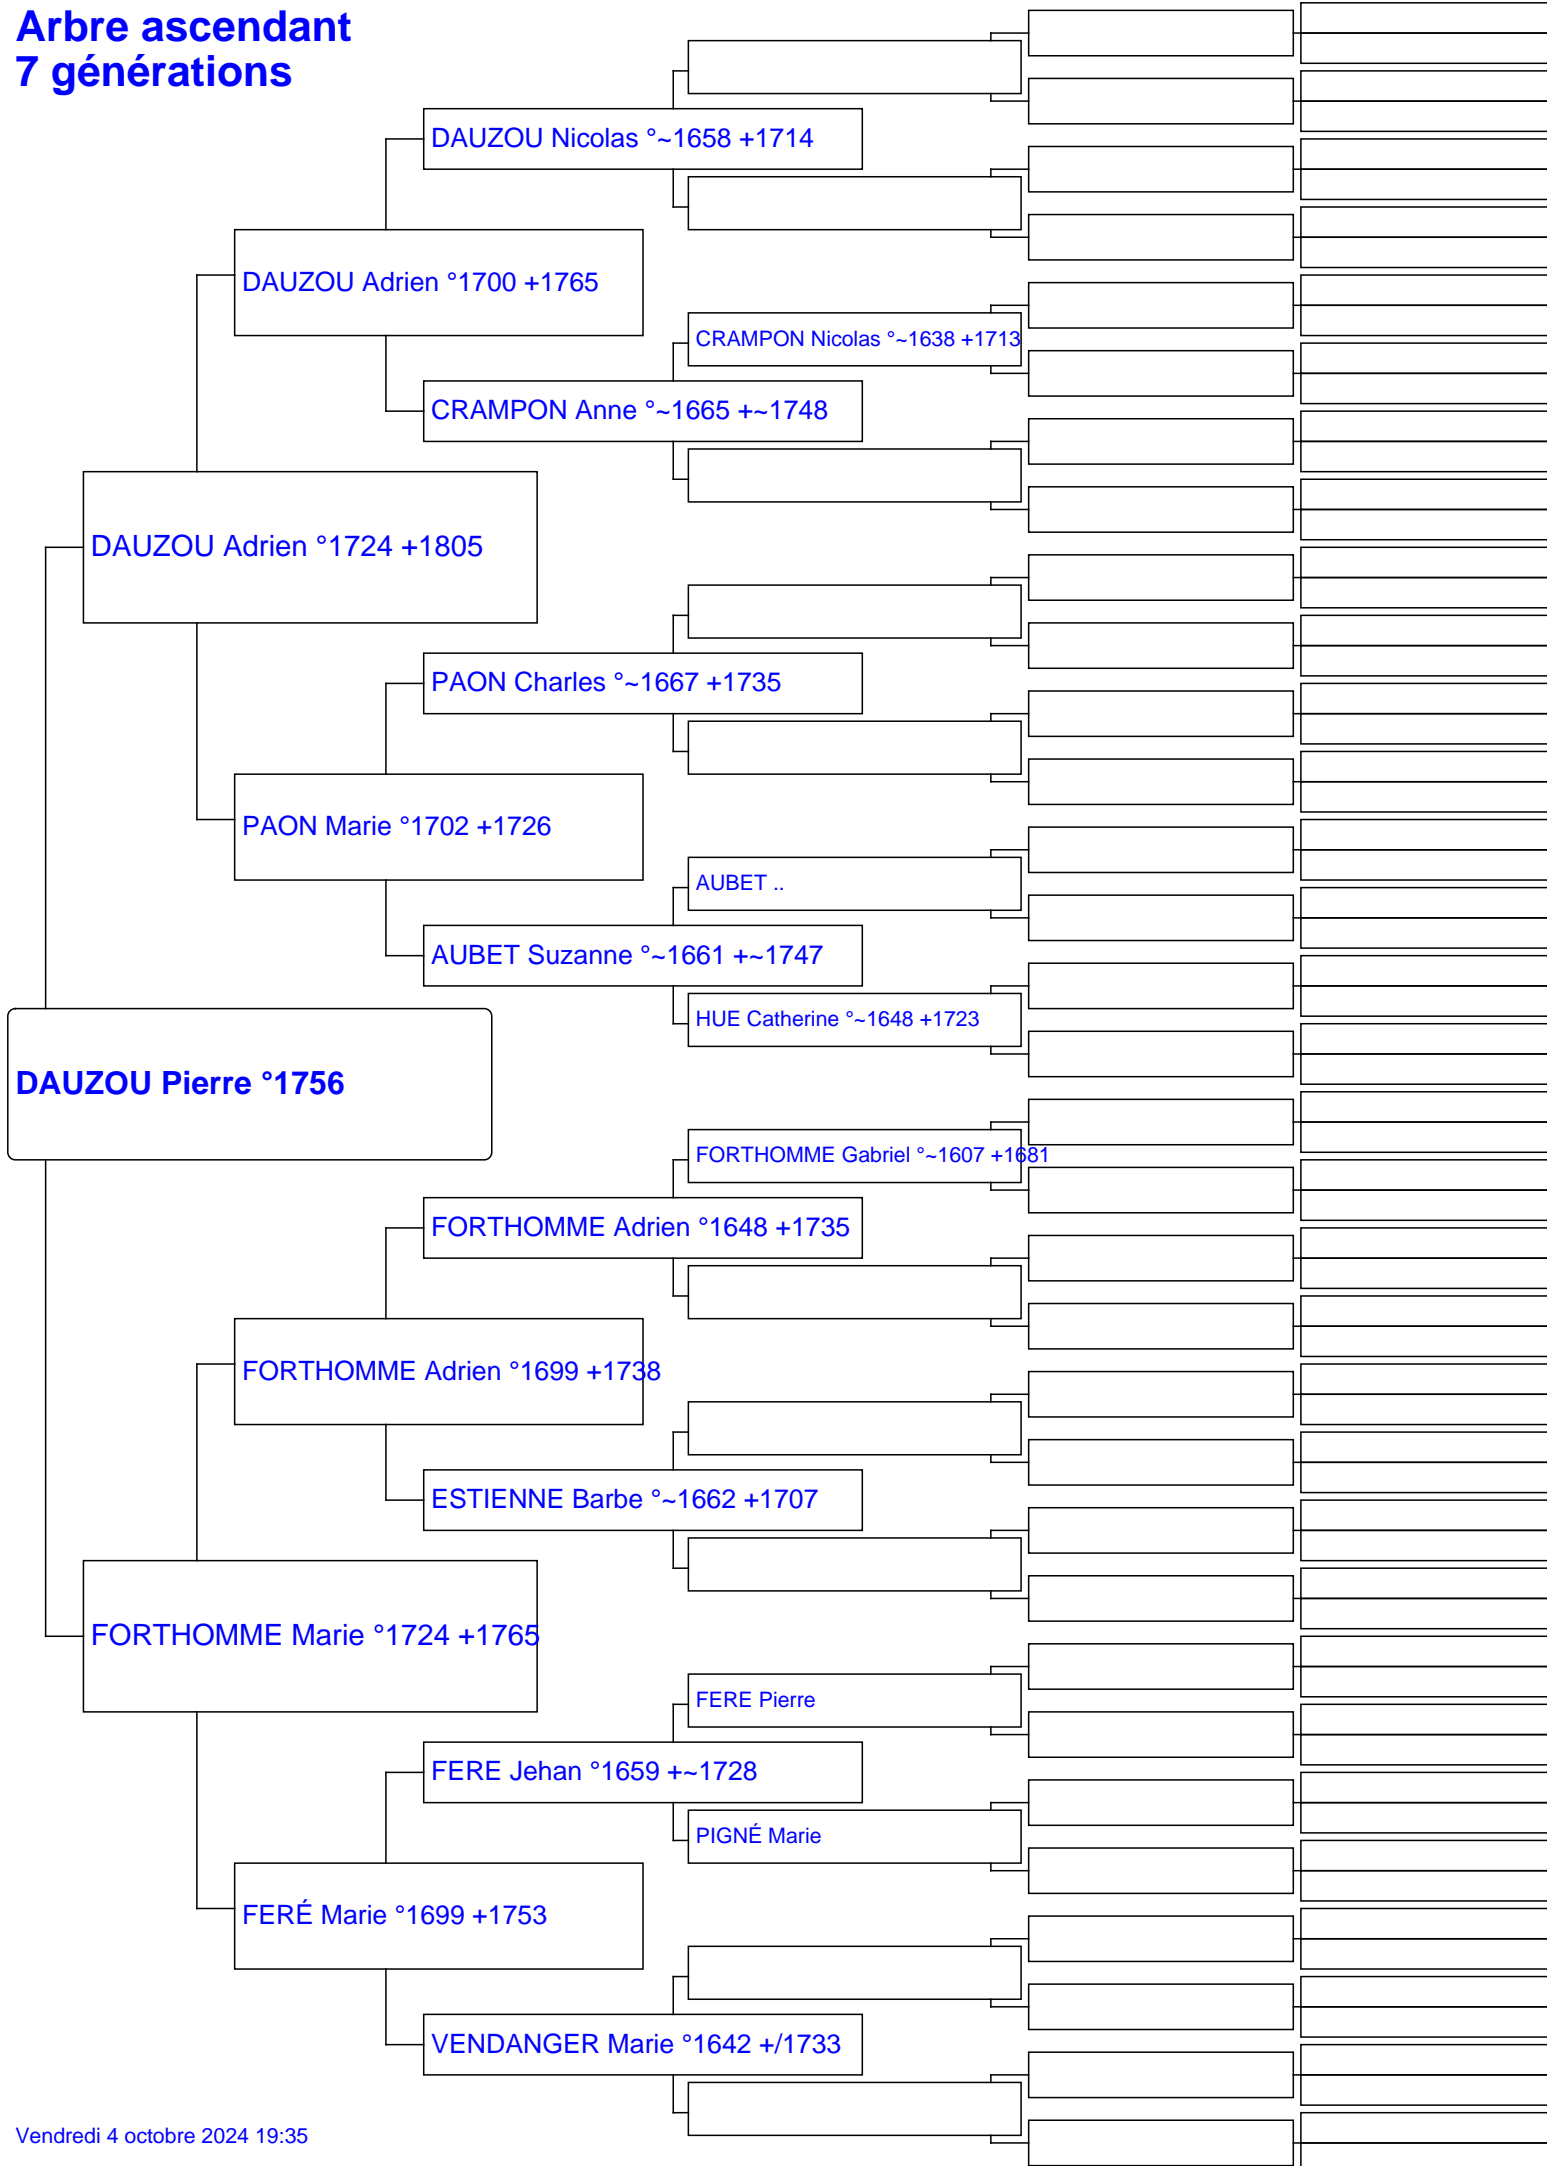 Arbre ascendant
7 générations
DAUZOU Nicolas °~1658 +1714
DAUZOU Adrien °1700 +1765
CRAMPON Nicolas °~1638 +1713
CRAMPON Anne °~1665 +~1748
DAUZOU Adrien °1724 +1805
PAON Charles °~1667 +1735
PAON Marie °1702 +1726
AUBET ..
AUBET Suzanne °~1661 +~1747
HUE Catherine °~1648 +1723
DAUZOU Pierre °1756
FORTHOMME Gabriel °~1607 +1681
FORTHOMME Adrien °1648 +1735
FORTHOMME Adrien °1699 +1738
ESTIENNE Barbe °~1662 +1707
FORTHOMME Marie °1724 +1765
FERE Pierre
FERE Jehan °1659 +~1728
PIGNÉ Marie
FERÉ Marie °1699 +1753
VENDANGER Marie °1642 +/1733
Vendredi 4 octobre 2024 19:35